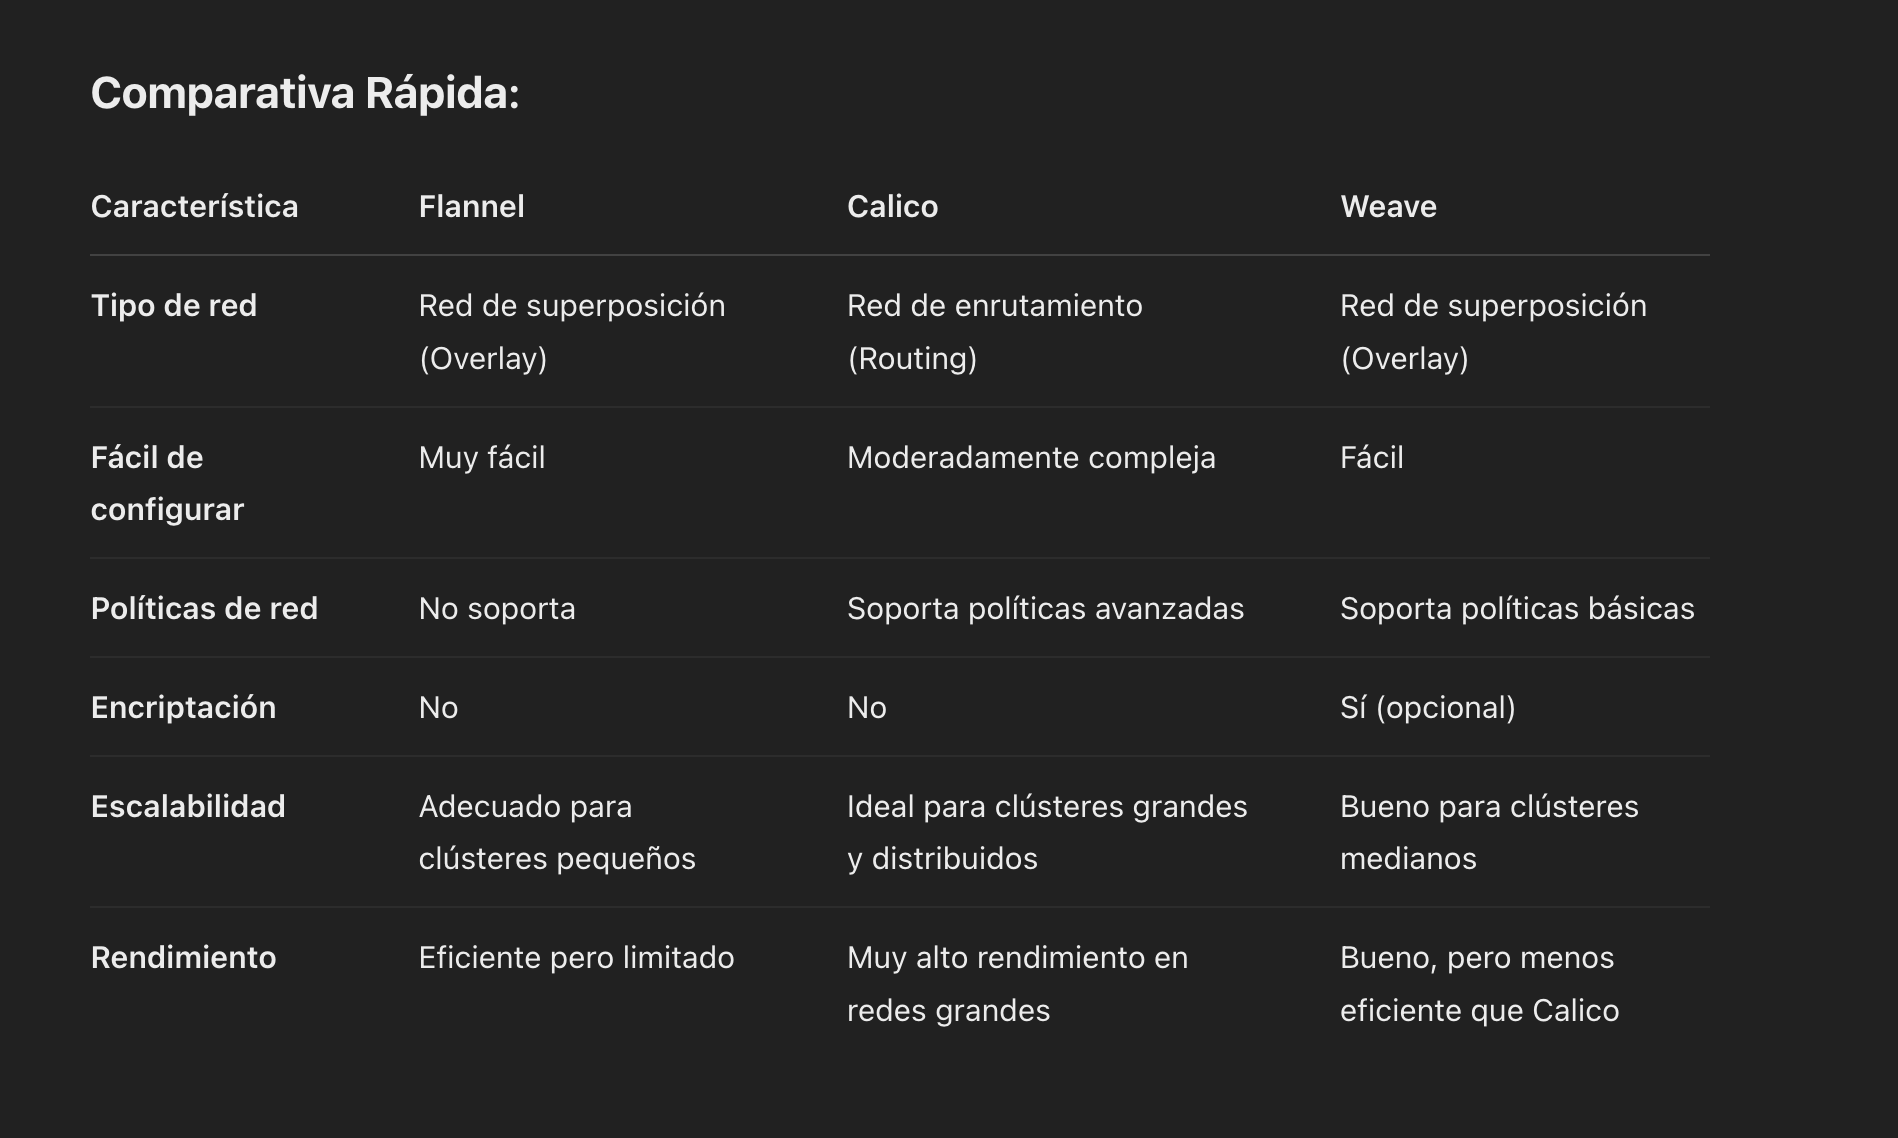 Comparativa Rápida:
Característica Flannel Calico Weave
Tipo de red Red de superposición Red de enrutamiento Red de superposición
(Overlay) (Routing) (Overlay)
Fácil de Muy fácil Moderadamente compleja Fácil
configurar
Políticas de red No soporta Soporta políticas avanzadas Soporta políticas básicas
Encriptación No No Sí (opcional)
Escalabilidad Adecuado para Ideal para clústeres grandes Bueno para clústeres
clústeres pequeños y distribuidos medianos
Rendimiento Eficiente pero limitado Muy alto rendimiento en Bueno, pero menos
redes grandes eficiente que Calico